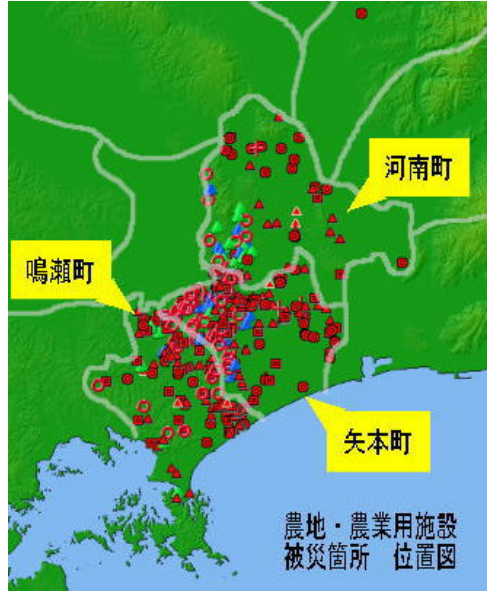 河南町
鳴瀬町
矢本町
農地・農業用施設
被災箇所 位置図